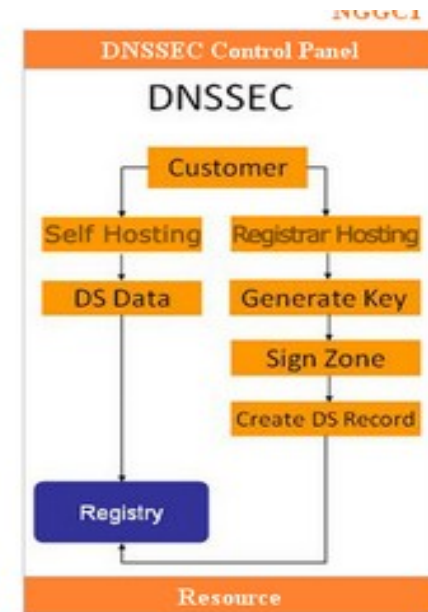 DNSSEC Control Panel
DNSSEC
Customer
Self Hosting
Registrar Hosting
DS Data
Generate Key
Sign Zone
Create DS Record
Registry
Resource